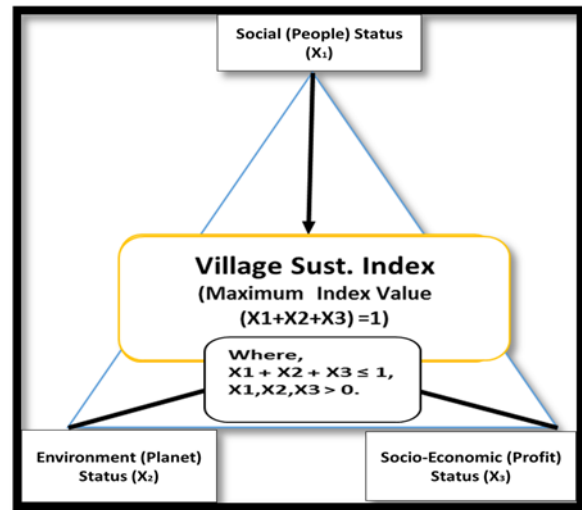 Social (People) Status
(X₁)
Village Sust. Index
(Maximum Index Value
(X1+X2+X3) =1)
Where,
X1 + X2 + X3 ≤ 1,
X1,X2,X3 > 0.
Environment (Planet)
Status (X₂)
Socio-Economic (Profit)
Status (X₃)